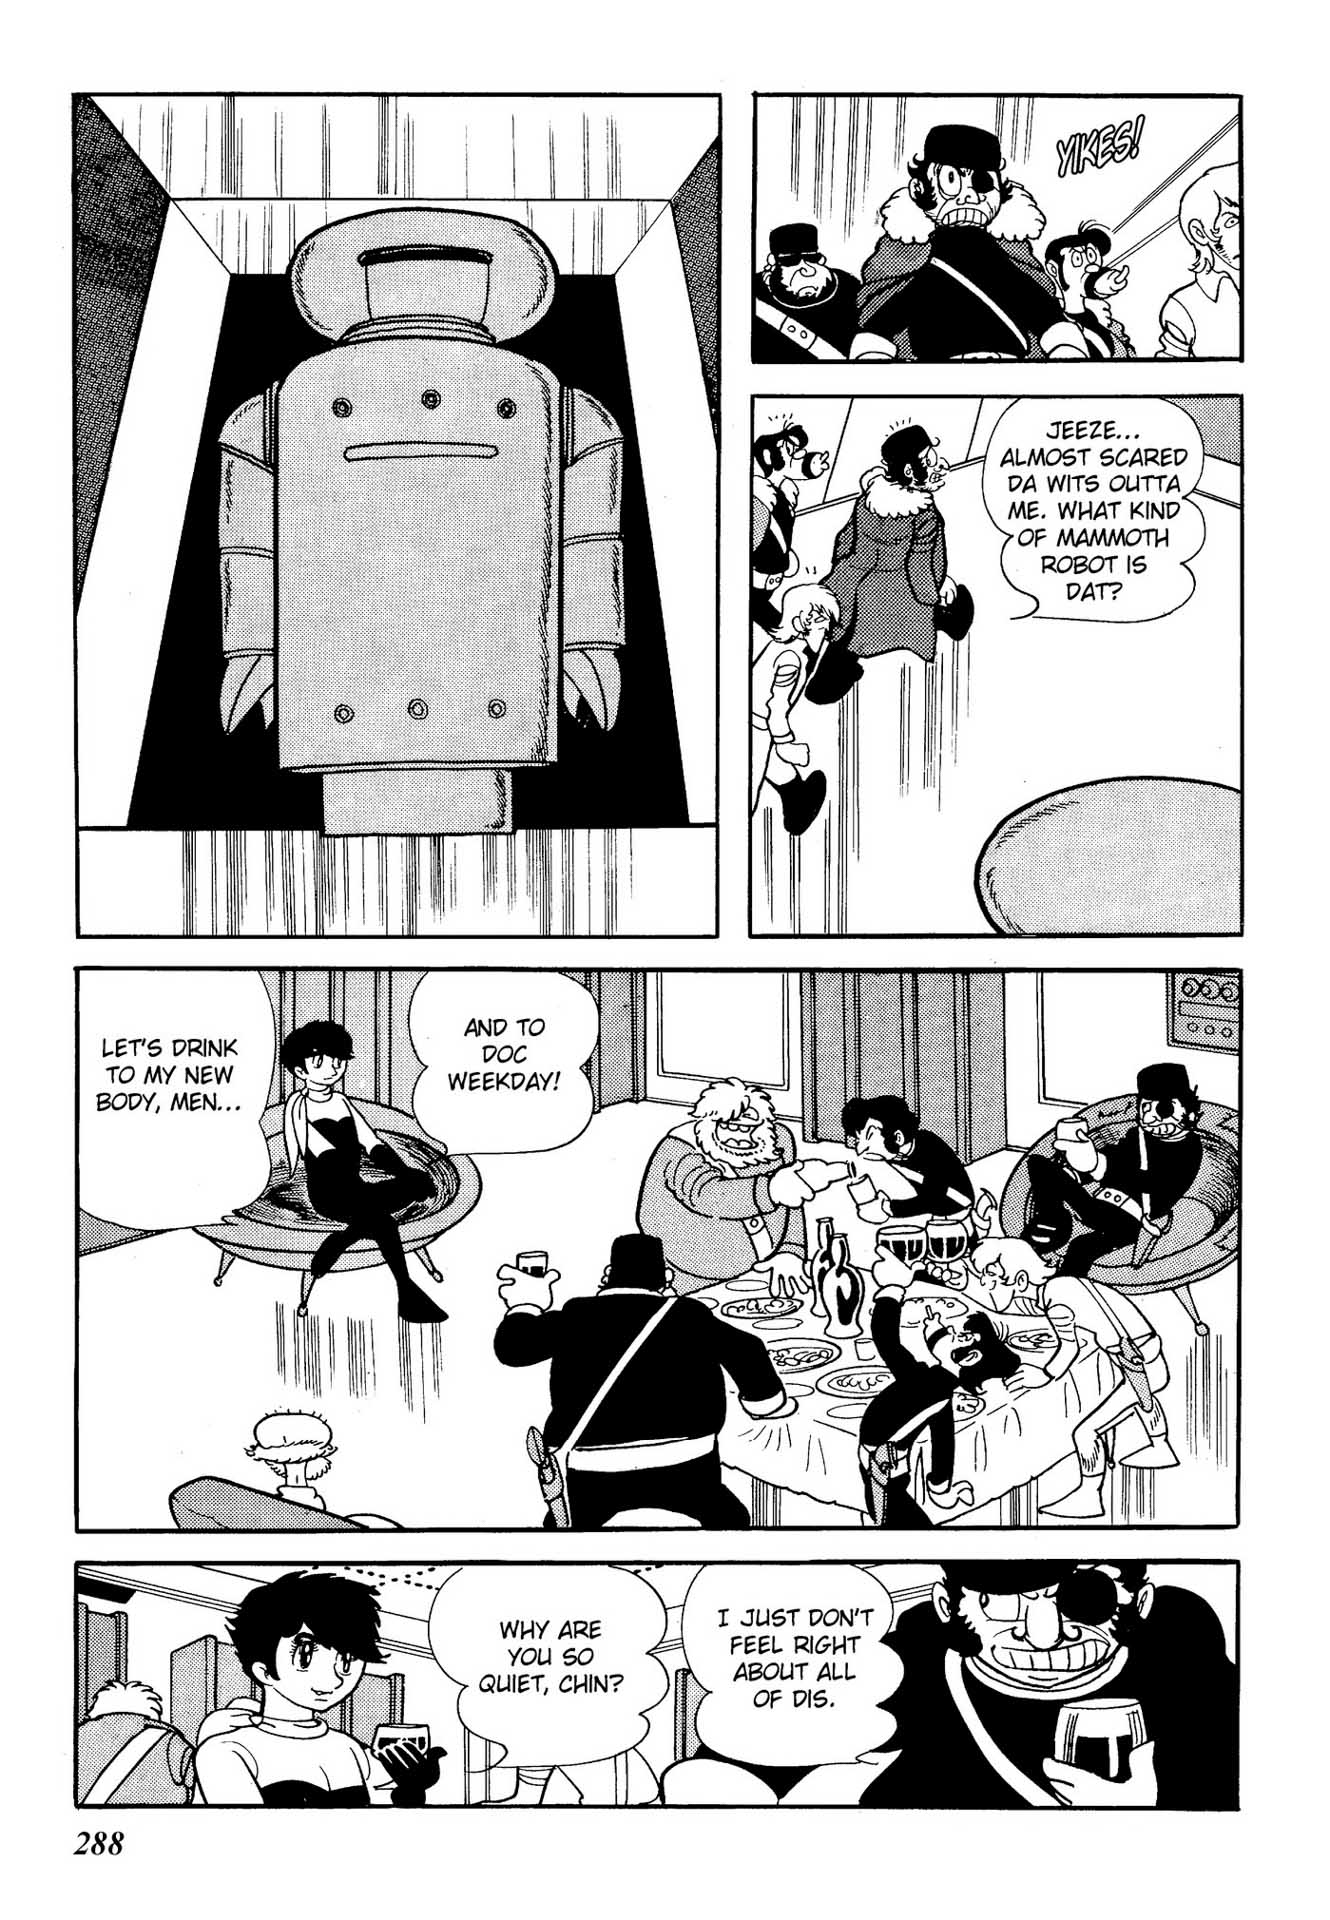 YIKES!
JEEZE...
ALMOST SCARED
DA WITS OUTTA
ME. WHAT KIND
OF MAMMOTH
ROBOT IS
DAT?
LET'S DRINK
TO MY NEW
BODY, MEN...
AND TO
DOC
WEEKDAY!
WHY ARE
YOU SO
QUIET, CHIN?
I JUST DON'T
FEEL RIGHT
ABOUT ALL
OF DIS.
288